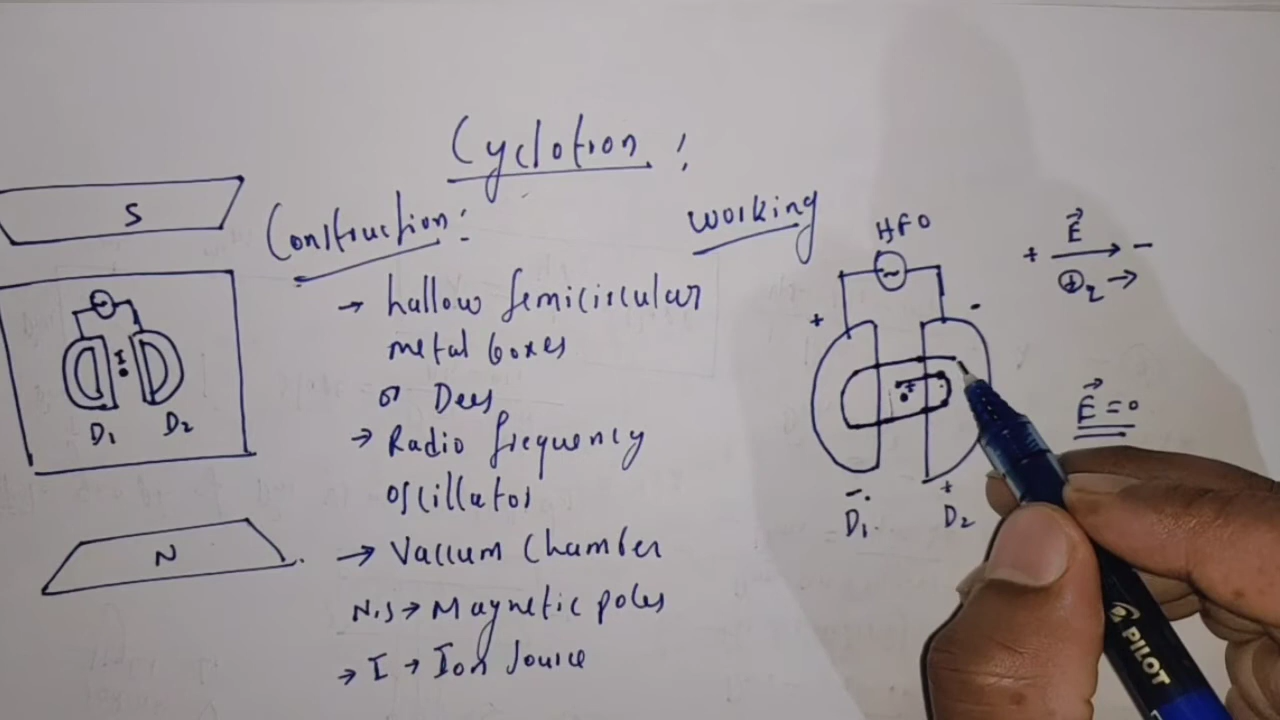 Cyclotron :
S
D1 D2
N
Construction :
→ hallow semicircular
metal boxes
or Dees
→ Radio frequency
oscillator
→ Vaccum Chamber
N,S → Magnetic poles
→ I → Ion source
I
working
HFO
+ -
+
- +
D1. D2
+ E → -
+ q →
E = 0
PILOT